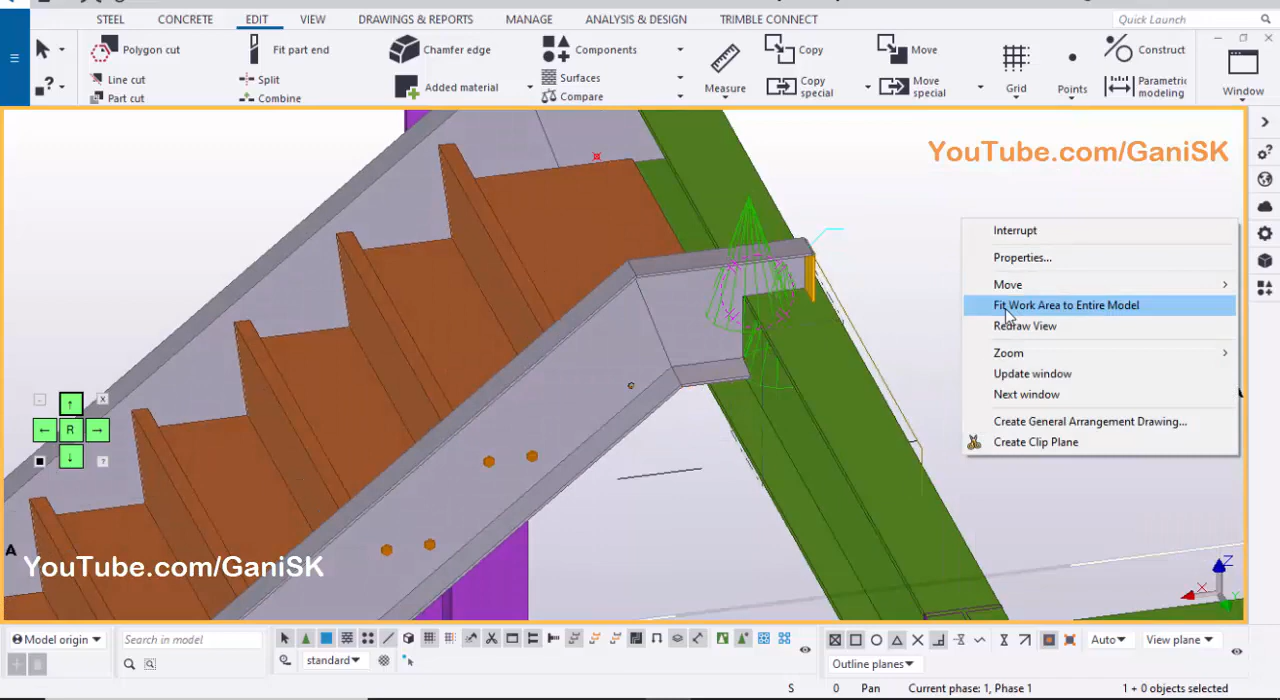 STEEL CONCRETE EDIT VIEW DRAWINGS & REPORTS MANAGE ANALYSIS & DESIGN TRIMBLE CONNECT Quick Launch
Polygon cut Fit part end Chamfer edge Components Copy Move Construct
Line cut Split Surfaces
Part cut Combine Added material Compare Measure Copy special Move special Grid Points Parametric modeling Window
YouTube.com/GaniSK
Interrupt
Properties...
Move
Fit Work Area to Entire Model
Redraw View
Zoom
Update window
Next window
Create General Arrangement Drawing...
Create Clip Plane
R
A
YouTube.com/GaniSK
Z
X
Y
Model origin Search in model Auto View plane
standard Outline planes
S 0 Pan Current phase: 1, Phase 1 1 + 0 objects selected